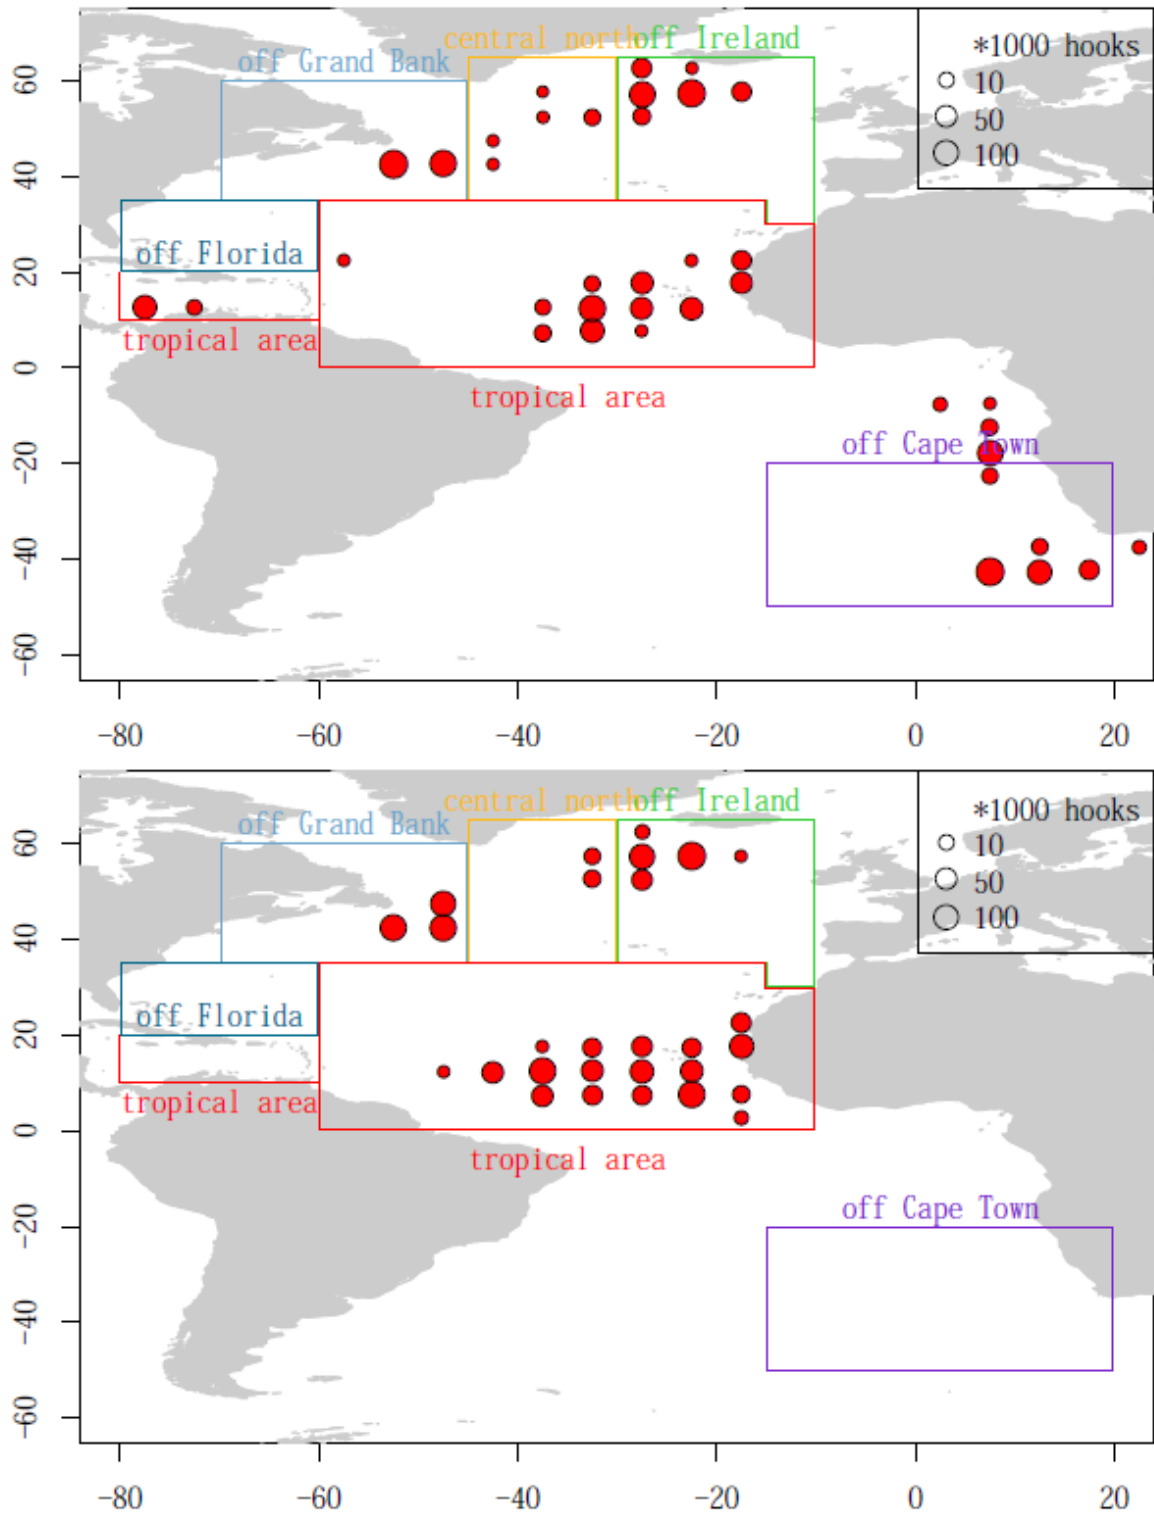 central north off Ireland
*1000 hooks
off Grand Bank
10
50
100
off Florida
tropical area
tropical area
off Cape Town
60
40
20
0
-20
-40
-60
-80 -60 -40 -20 0 20
central north off Ireland
*1000 hooks
off Grand Bank
10
50
100
off Florida
tropical area
tropical area
off Cape Town
60
40
20
0
-20
-40
-60
-80 -60 -40 -20 0 20